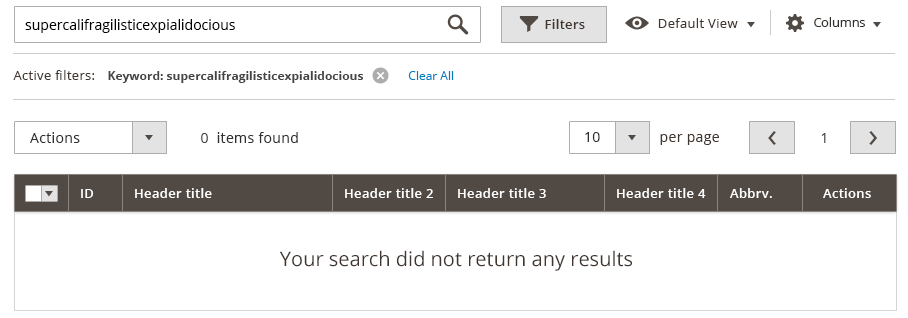 supercalifragilisticexpialidocious Filters Default View Columns
Active filters: Keyword: supercalifragilisticexpialidocious Clear All
Actions 0 items found 10 per page 1
ID Header title Header title 2 Header title 3 Header title 4 Abbrv. Actions
Your search did not return any results